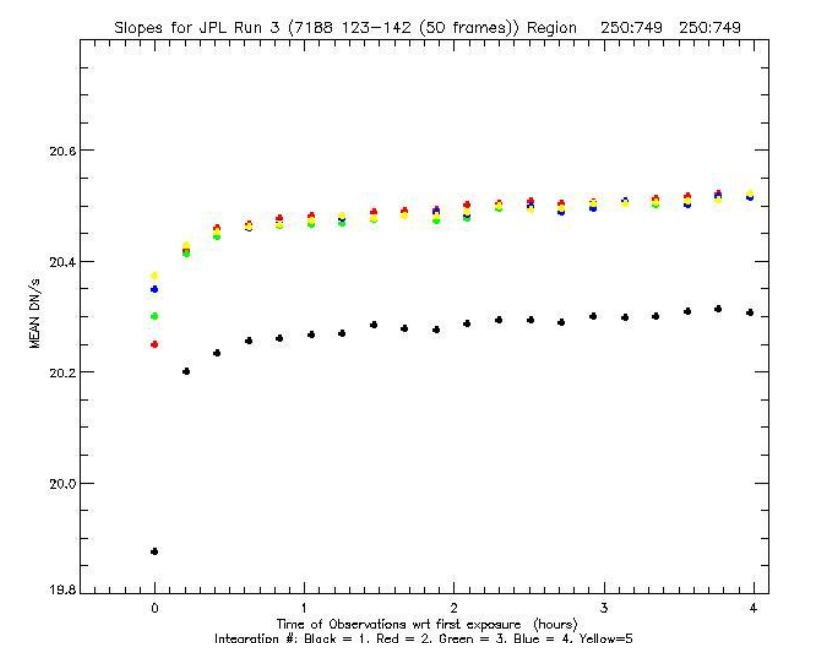 Slopes for JPL Run 3 (7188 123-142 (50 frames)) Region 250:749 250:749
20.6
20.4
20.2
20.0
19.8
MEAN DN/s
0 1 2 3 4
Time of Observations wrt first exposure (hours)
Integration #: Black = 1, Red = 2, Green = 3, Blue = 4, Yellow=5